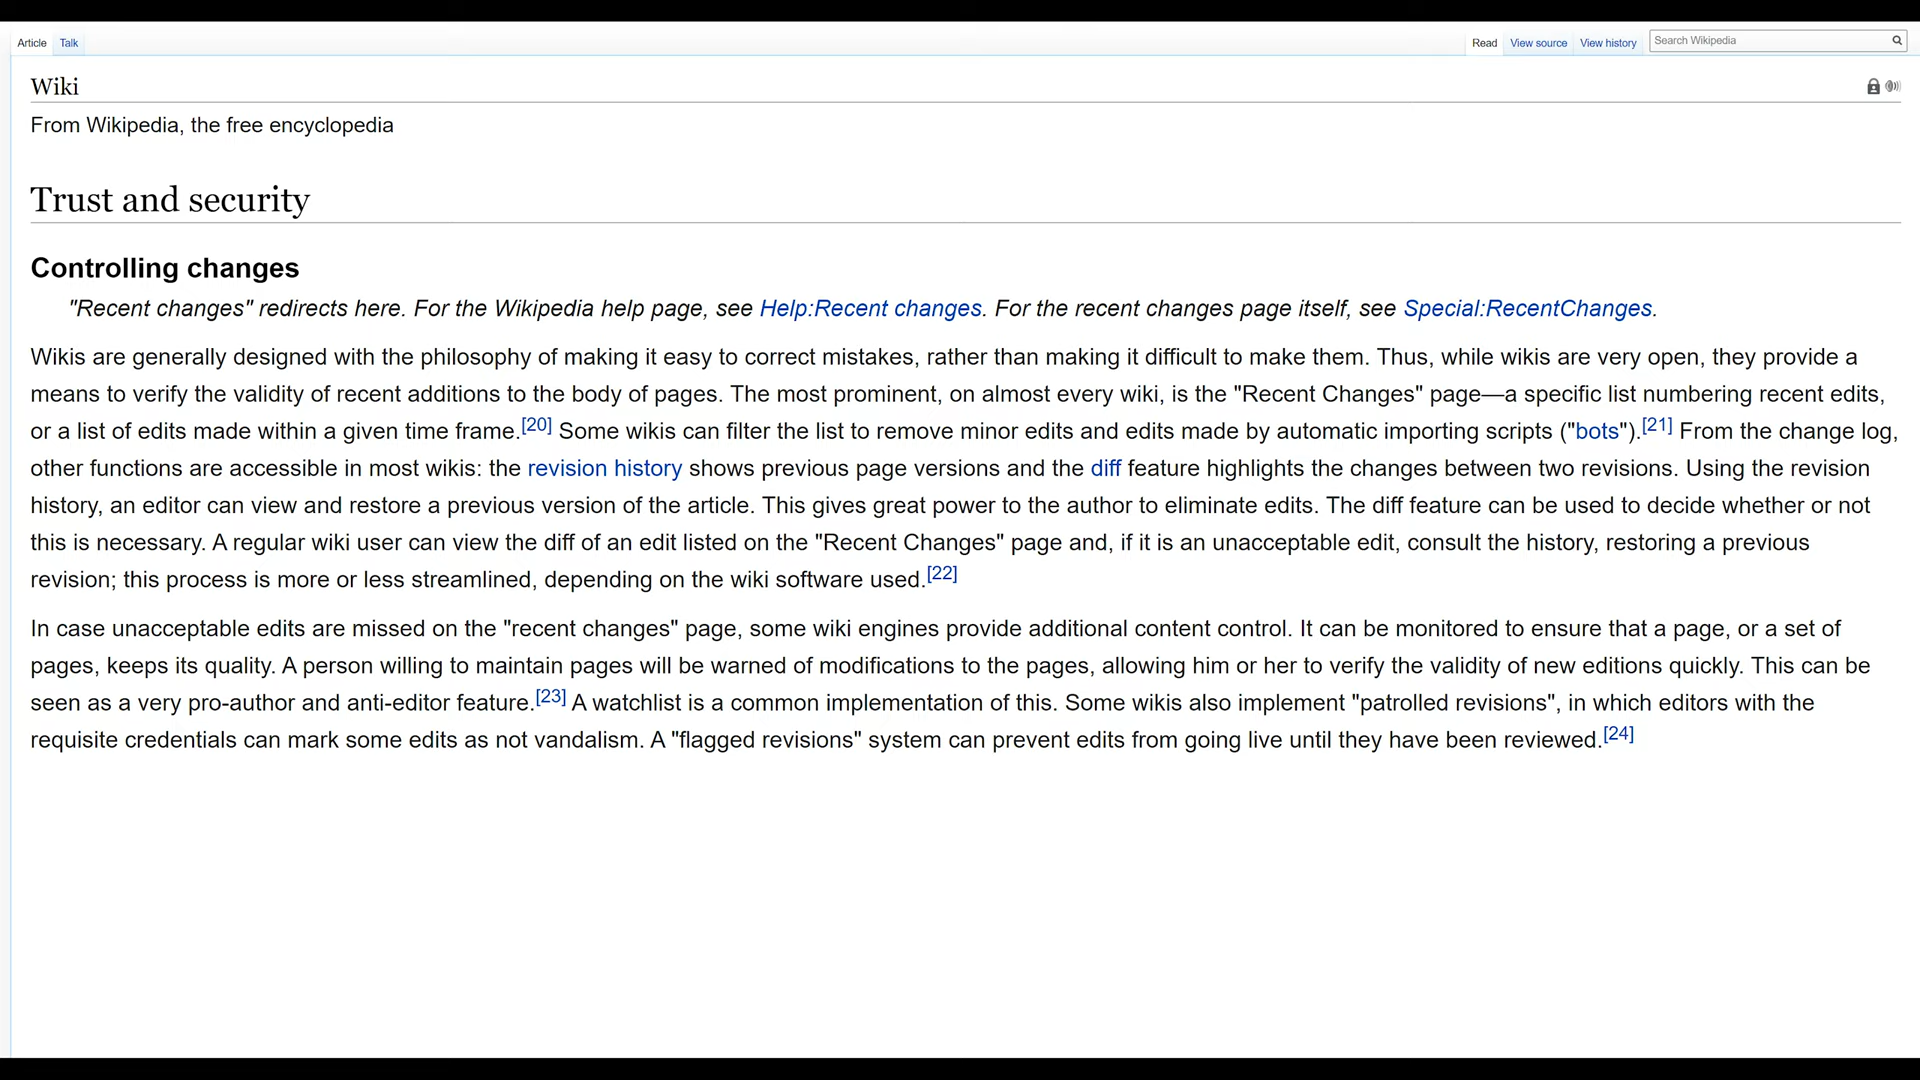 Article Talk Read View source View history Search Wikipedia
Wiki
From Wikipedia, the free encyclopedia
Trust and security
Controlling changes
"Recent changes" redirects here. For the Wikipedia help page, see Help:Recent changes. For the recent changes page itself, see Special:RecentChanges.
Wikis are generally designed with the philosophy of making it easy to correct mistakes, rather than making it difficult to make them. Thus, while wikis are very open, they provide a
means to verify the validity of recent additions to the body of pages. The most prominent, on almost every wiki, is the "Recent Changes" page—a specific list numbering recent edits,
or a list of edits made within a given time frame.[20] Some wikis can filter the list to remove minor edits and edits made by automatic importing scripts ("bots").[21] From the change log,
other functions are accessible in most wikis: the revision history shows previous page versions and the diff feature highlights the changes between two revisions. Using the revision
history, an editor can view and restore a previous version of the article. This gives great power to the author to eliminate edits. The diff feature can be used to decide whether or not
this is necessary. A regular wiki user can view the diff of an edit listed on the "Recent Changes" page and, if it is an unacceptable edit, consult the history, restoring a previous
revision; this process is more or less streamlined, depending on the wiki software used.[22]
In case unacceptable edits are missed on the "recent changes" page, some wiki engines provide additional content control. It can be monitored to ensure that a page, or a set of
pages, keeps its quality. A person willing to maintain pages will be warned of modifications to the pages, allowing him or her to verify the validity of new editions quickly. This can be
seen as a very pro-author and anti-editor feature.[23] A watchlist is a common implementation of this. Some wikis also implement "patrolled revisions", in which editors with the
requisite credentials can mark some edits as not vandalism. A "flagged revisions" system can prevent edits from going live until they have been reviewed.[24]